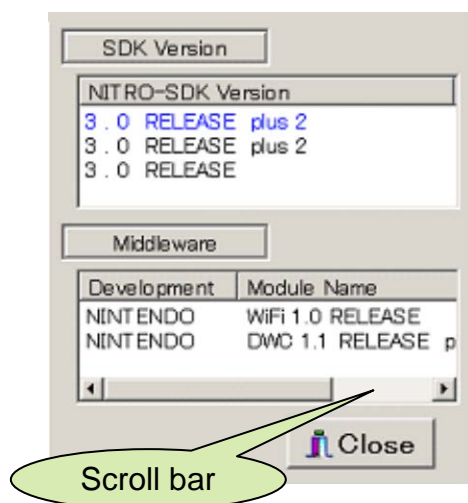 SDK Version
NITRO-SDK Version
3.0 RELEASE plus 2
3.0 RELEASE plus 2
3.0 RELEASE
Middleware
Development Module Name
NINTENDO WiFi 1.0 RELEASE
NINTENDO DWC 1.1 RELEASE p
Close
Scroll bar